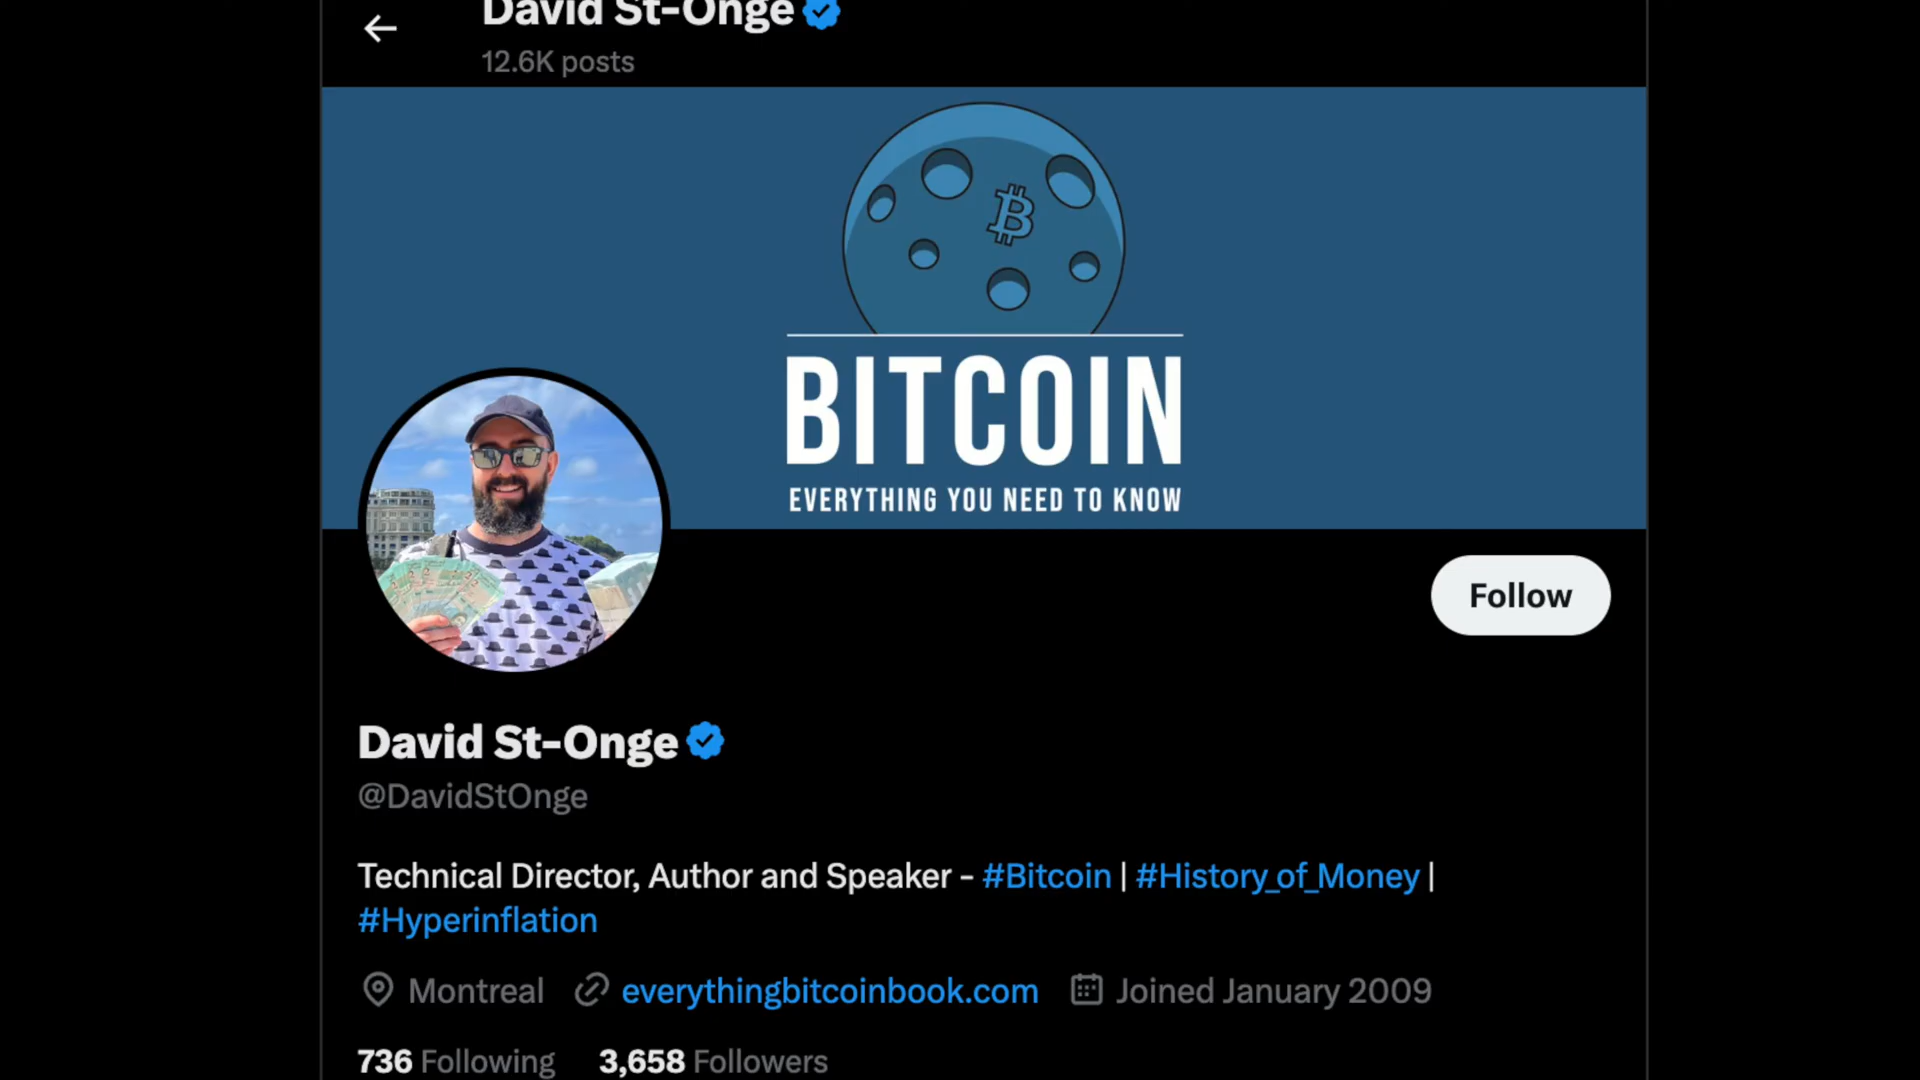 David St-Onge
12.6K posts
BITCOIN
EVERYTHING YOU NEED TO KNOW
Follow
David St-Onge
@DavidStOnge
Technical Director, Author and Speaker - #Bitcoin | #History_of_Money |
#Hyperinflation
Montreal everythingbitcoinbook.com Joined January 2009
736 Following 3,658 Followers